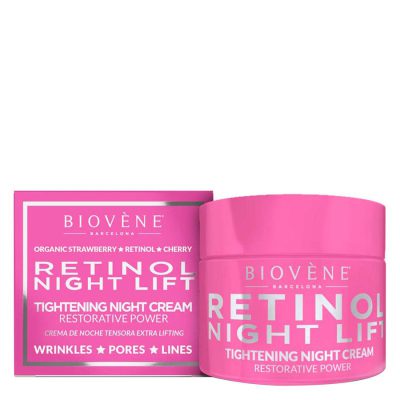 BIOVÈNE
BARCELONA
ORGANIC STRAWBERRY ★ RETINOL ★ CHERRY
RETINOL
NIGHT LIFT
TIGHTENING NIGHT CREAM
RESTORATIVE POWER
CREMA DE NOCHE TENSORA EXTRA LIFTING
WRINKLES ★ PORES ★ LINES
BIOVÈNE
BARCELONA
RETINOL
NIGHT LIFT
TIGHTENING NIGHT CREAM
RESTORATIVE POWER